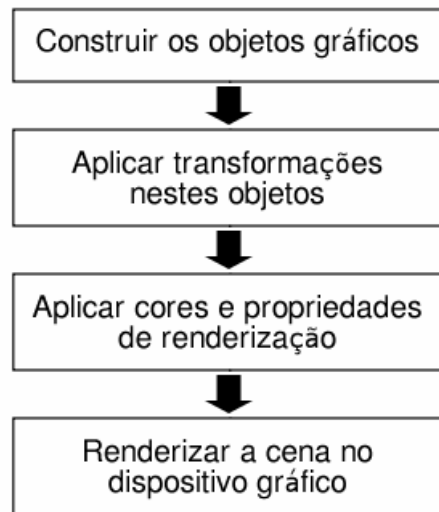 Construir os objetos gráficos
Aplicar transformações
nestes objetos
Aplicar cores e propriedades
de renderização
Renderizar a cena no
dispositivo gráfico